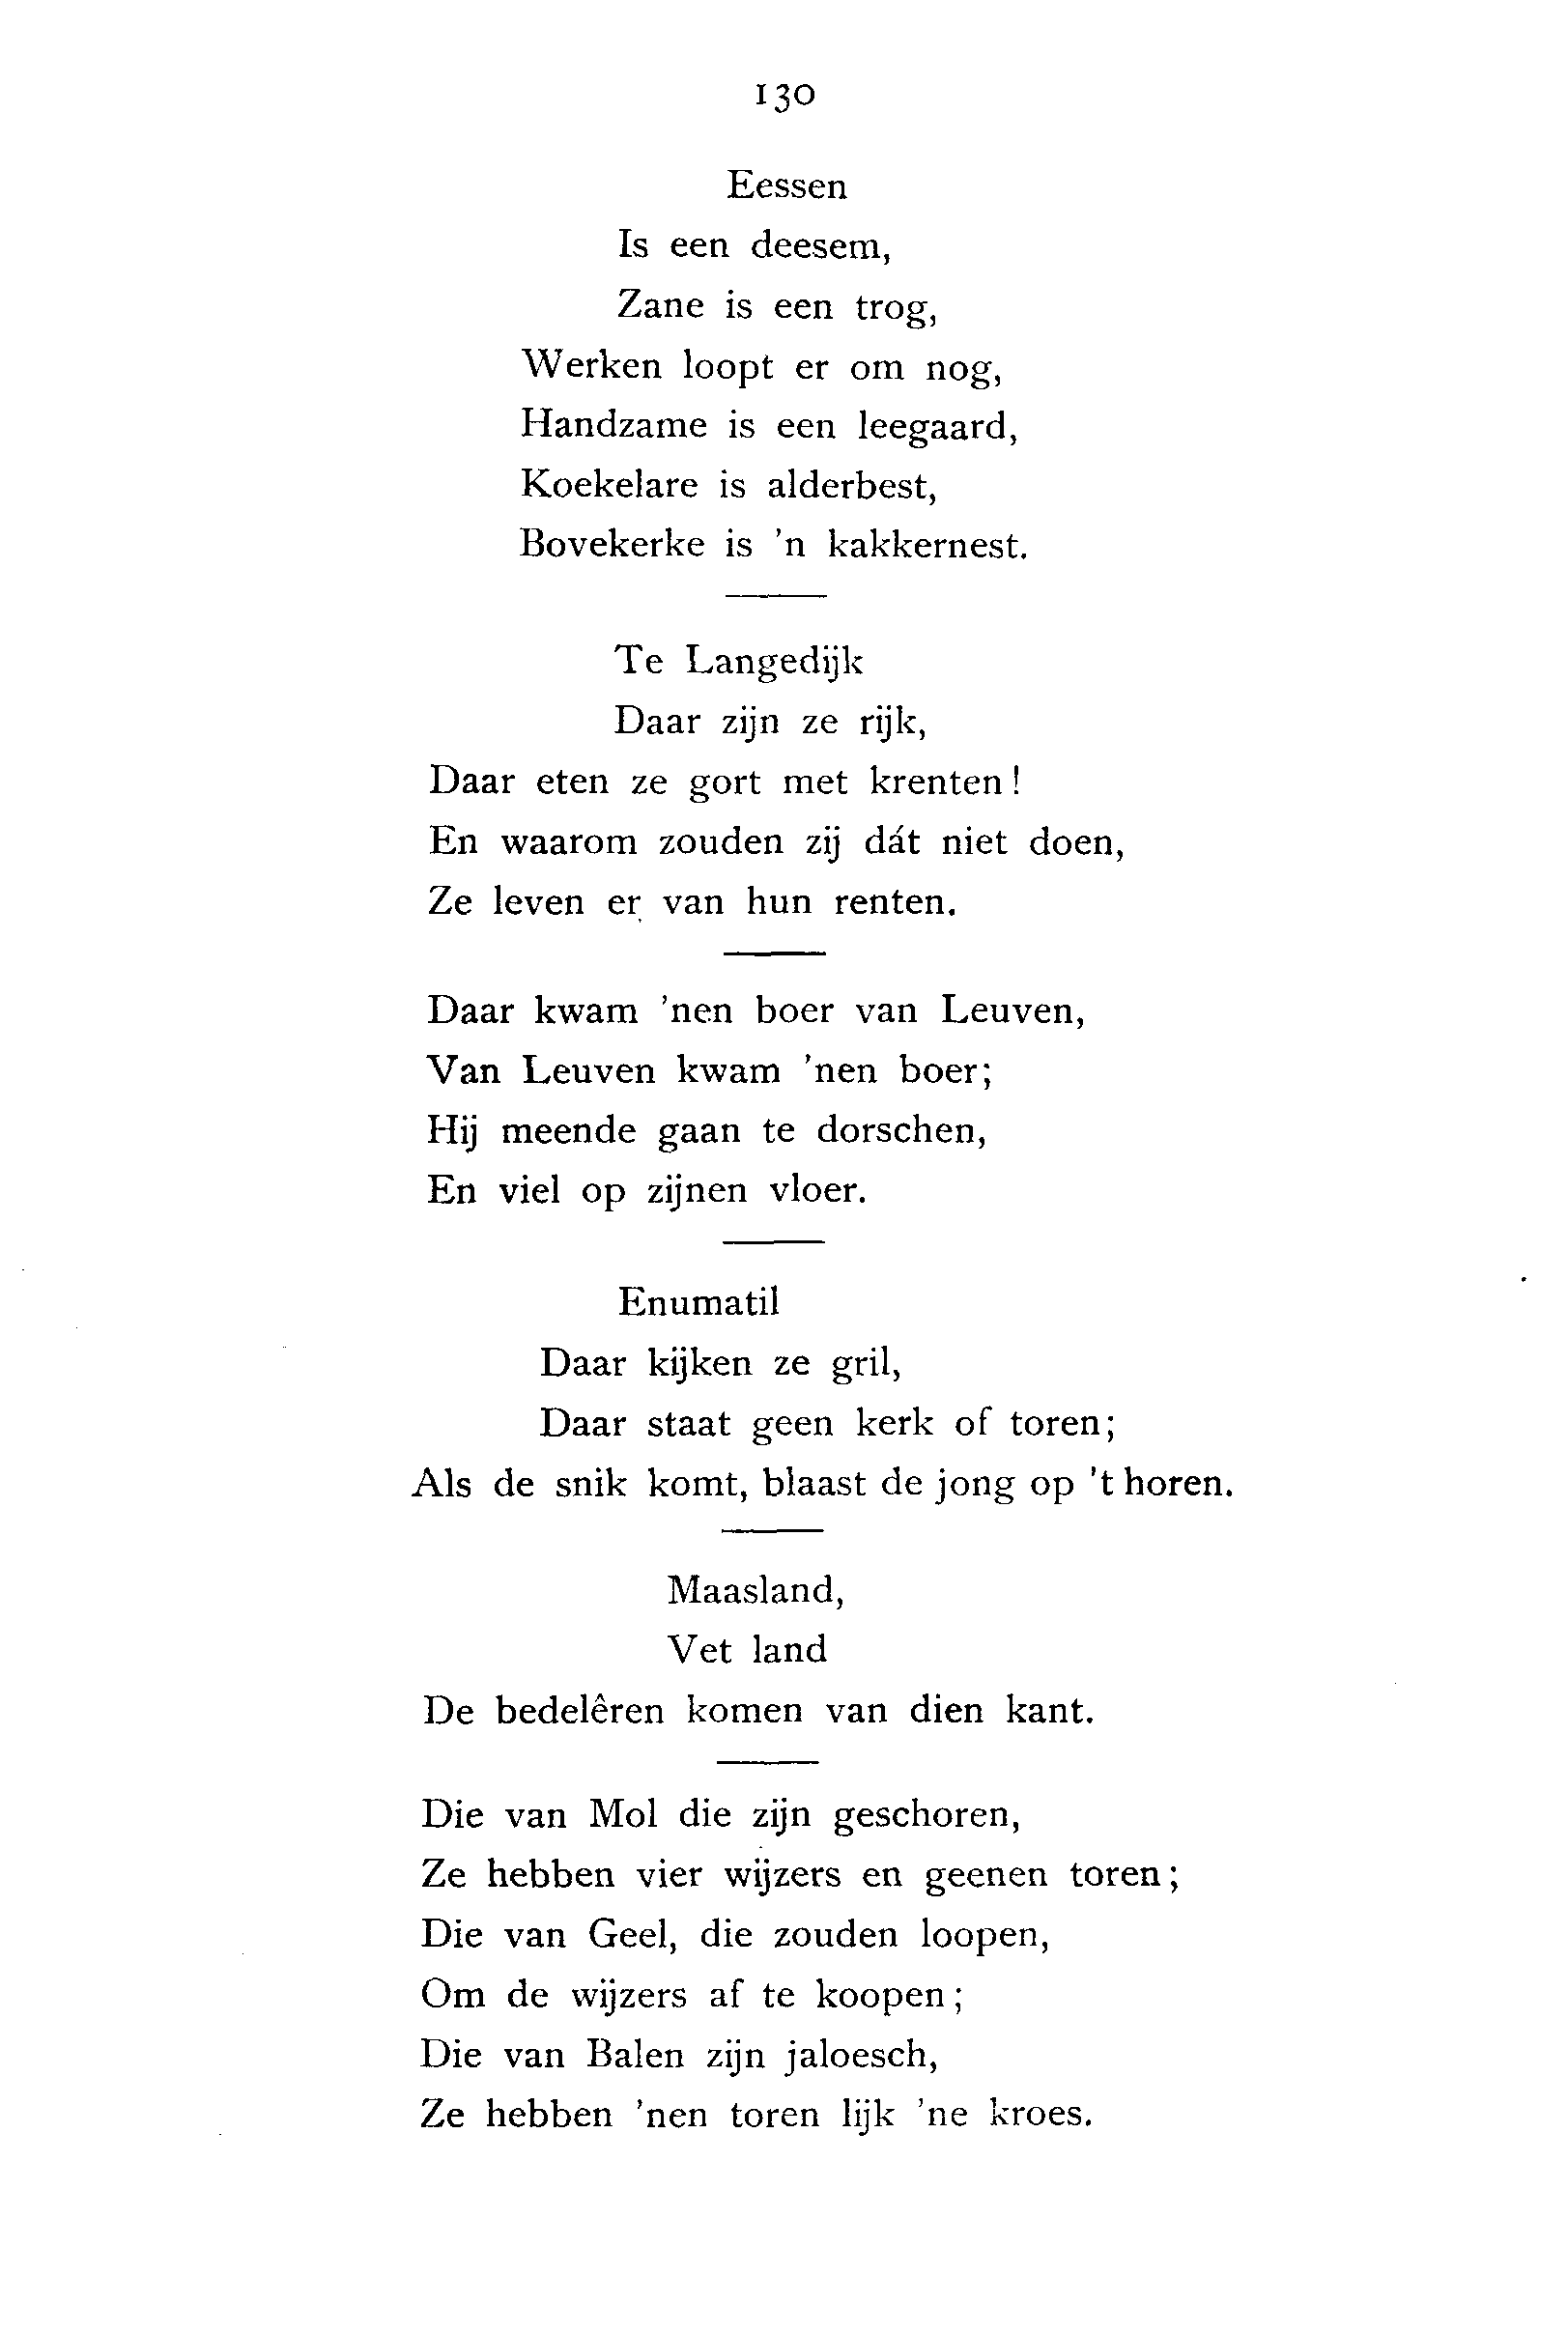 130
Eessen
Is een deesem,
Zane is een trog,
Werken loopt er om nog,
Handzame is een leegaard,
Koekelare is alderbest,
Bovekerke is 'n kakkernest.
Te Langedijk
Daar zijn ze rijk,
Daar eten ze gort met krenten!
En waarom zouden zij dát niet doen,
Ze leven er van hun renten.
Daar kwam 'nen boer van Leuven,
Van Leuven kwam 'nen boer;
Hij meende gaan te dorschen,
En viel op zijnen vloer.
Enumatil
Daar kijken ze gril,
Daar staat geen kerk of toren;
Als de snik komt, blaast de jong op 't horen.
Maasland,
Vet land
De bedelêren komen van dien kant.
Die van Mol die zijn geschoren,
Ze hebben vier wijzers en geenen toren;
Die van Geel, die zouden loopen,
Om de wijzers af te koopen;
Die van Balen zijn jaloesch,
Ze hebben 'nen toren lijk 'ne kroes.